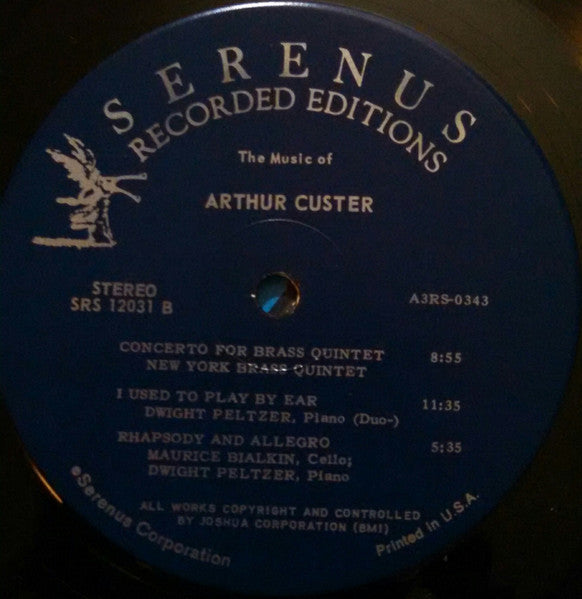 SERENUS
RECORDED EDITIONS
The Music of
ARTHUR CUSTER
STEREO
SRS 12031 B
A3RS-0343
CONCERTO FOR BRASS QUINTET 8:55
NEW YORK BRASS QUINTET
I USED TO PLAY BY EAR 11:35
DWIGHT PELTZER, Piano (Duo-)
RHAPSODY AND ALLEGRO 5:35
MAURICE BIALKIN, Cello;
DWIGHT PELTZER, Piano
ALL WORKS COPYRIGHT AND CONTROLLED
BY JOSHUA CORPORATION (BMI)
Serenus Corporation
Printed in U.S.A.